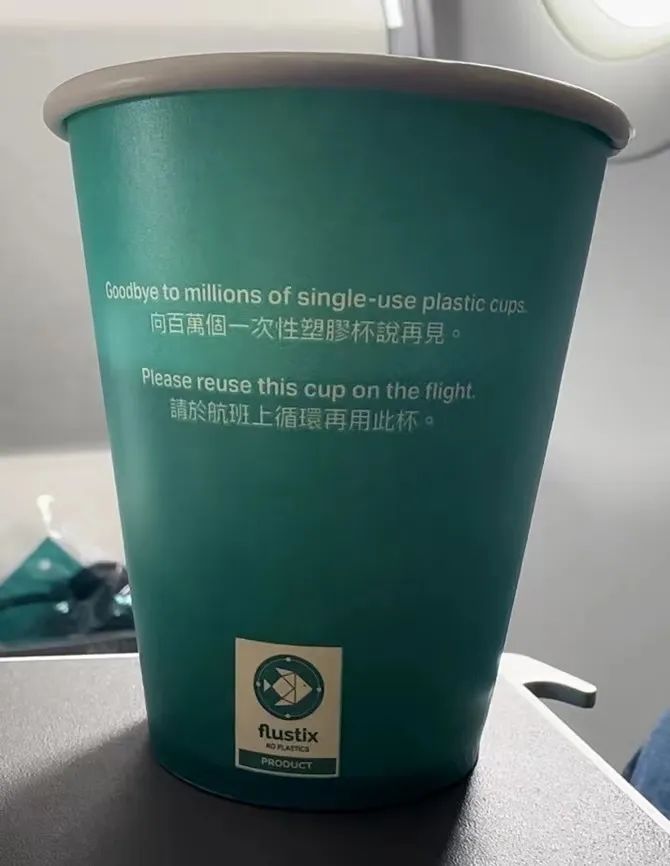 Goodbye to millions of single-use plastic cups.
向百萬個一次性塑膠杯說再見。
Please reuse this cup on the flight.
請於航班上循環再用此杯。
flustix
NO PLASTICS
PRODUCT